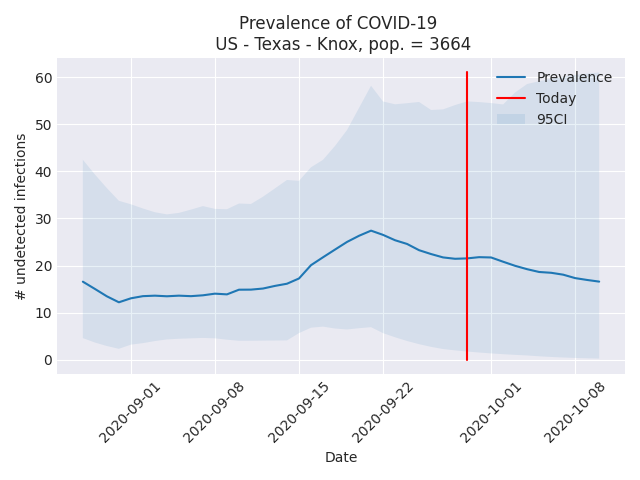 Prevalence of COVID-19
US - Texas - Knox, pop. = 3664
# undetected infections
60
50
40
30
20
10
0
Prevalence
Today
95CI
2020-09-01
2020-09-08
2020-09-15
2020-09-22
2020-10-01
2020-10-08
Date